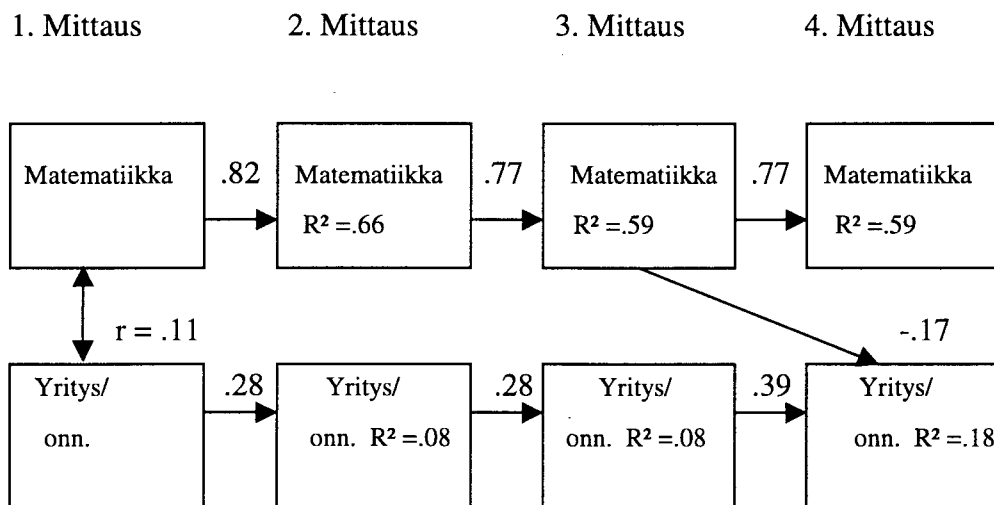 1. Mittaus 2. Mittaus 3. Mittaus 4. Mittaus
Matematiikka .82 Matematiikka .77 Matematiikka .77 Matematiikka
R² =.66 R² =.59 R² =.59
r = .11 -.17
Yritys/ .28 Yritys/ .28 Yritys/ .39 Yritys/
onn. onn. R² =.08 onn. R² =.08 onn. R² =.18